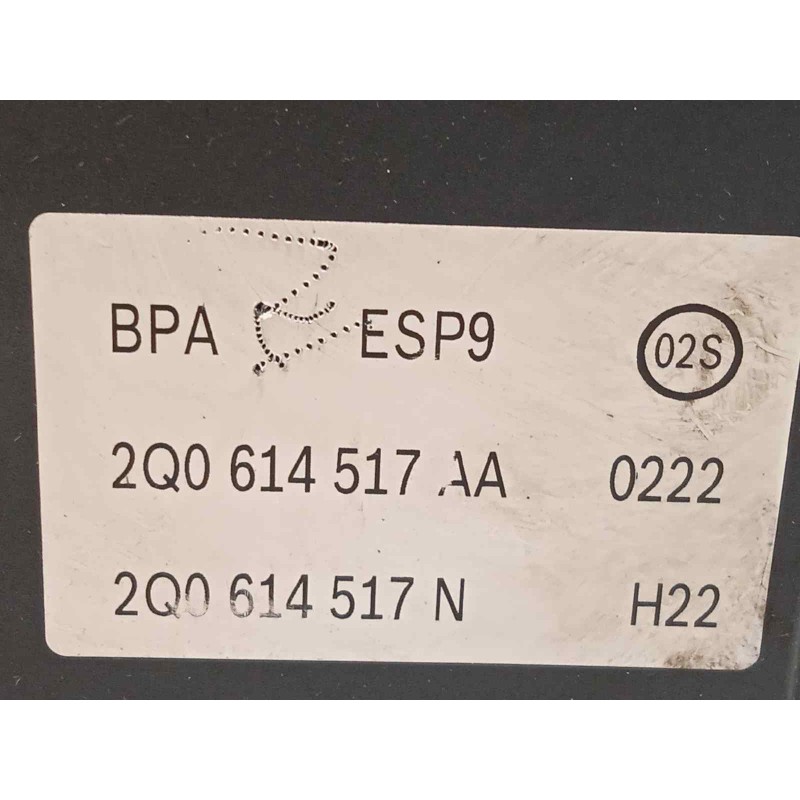 BPA ESP9 02S
2Q0 614 517 AA 0222
2Q0 614 517 N H22